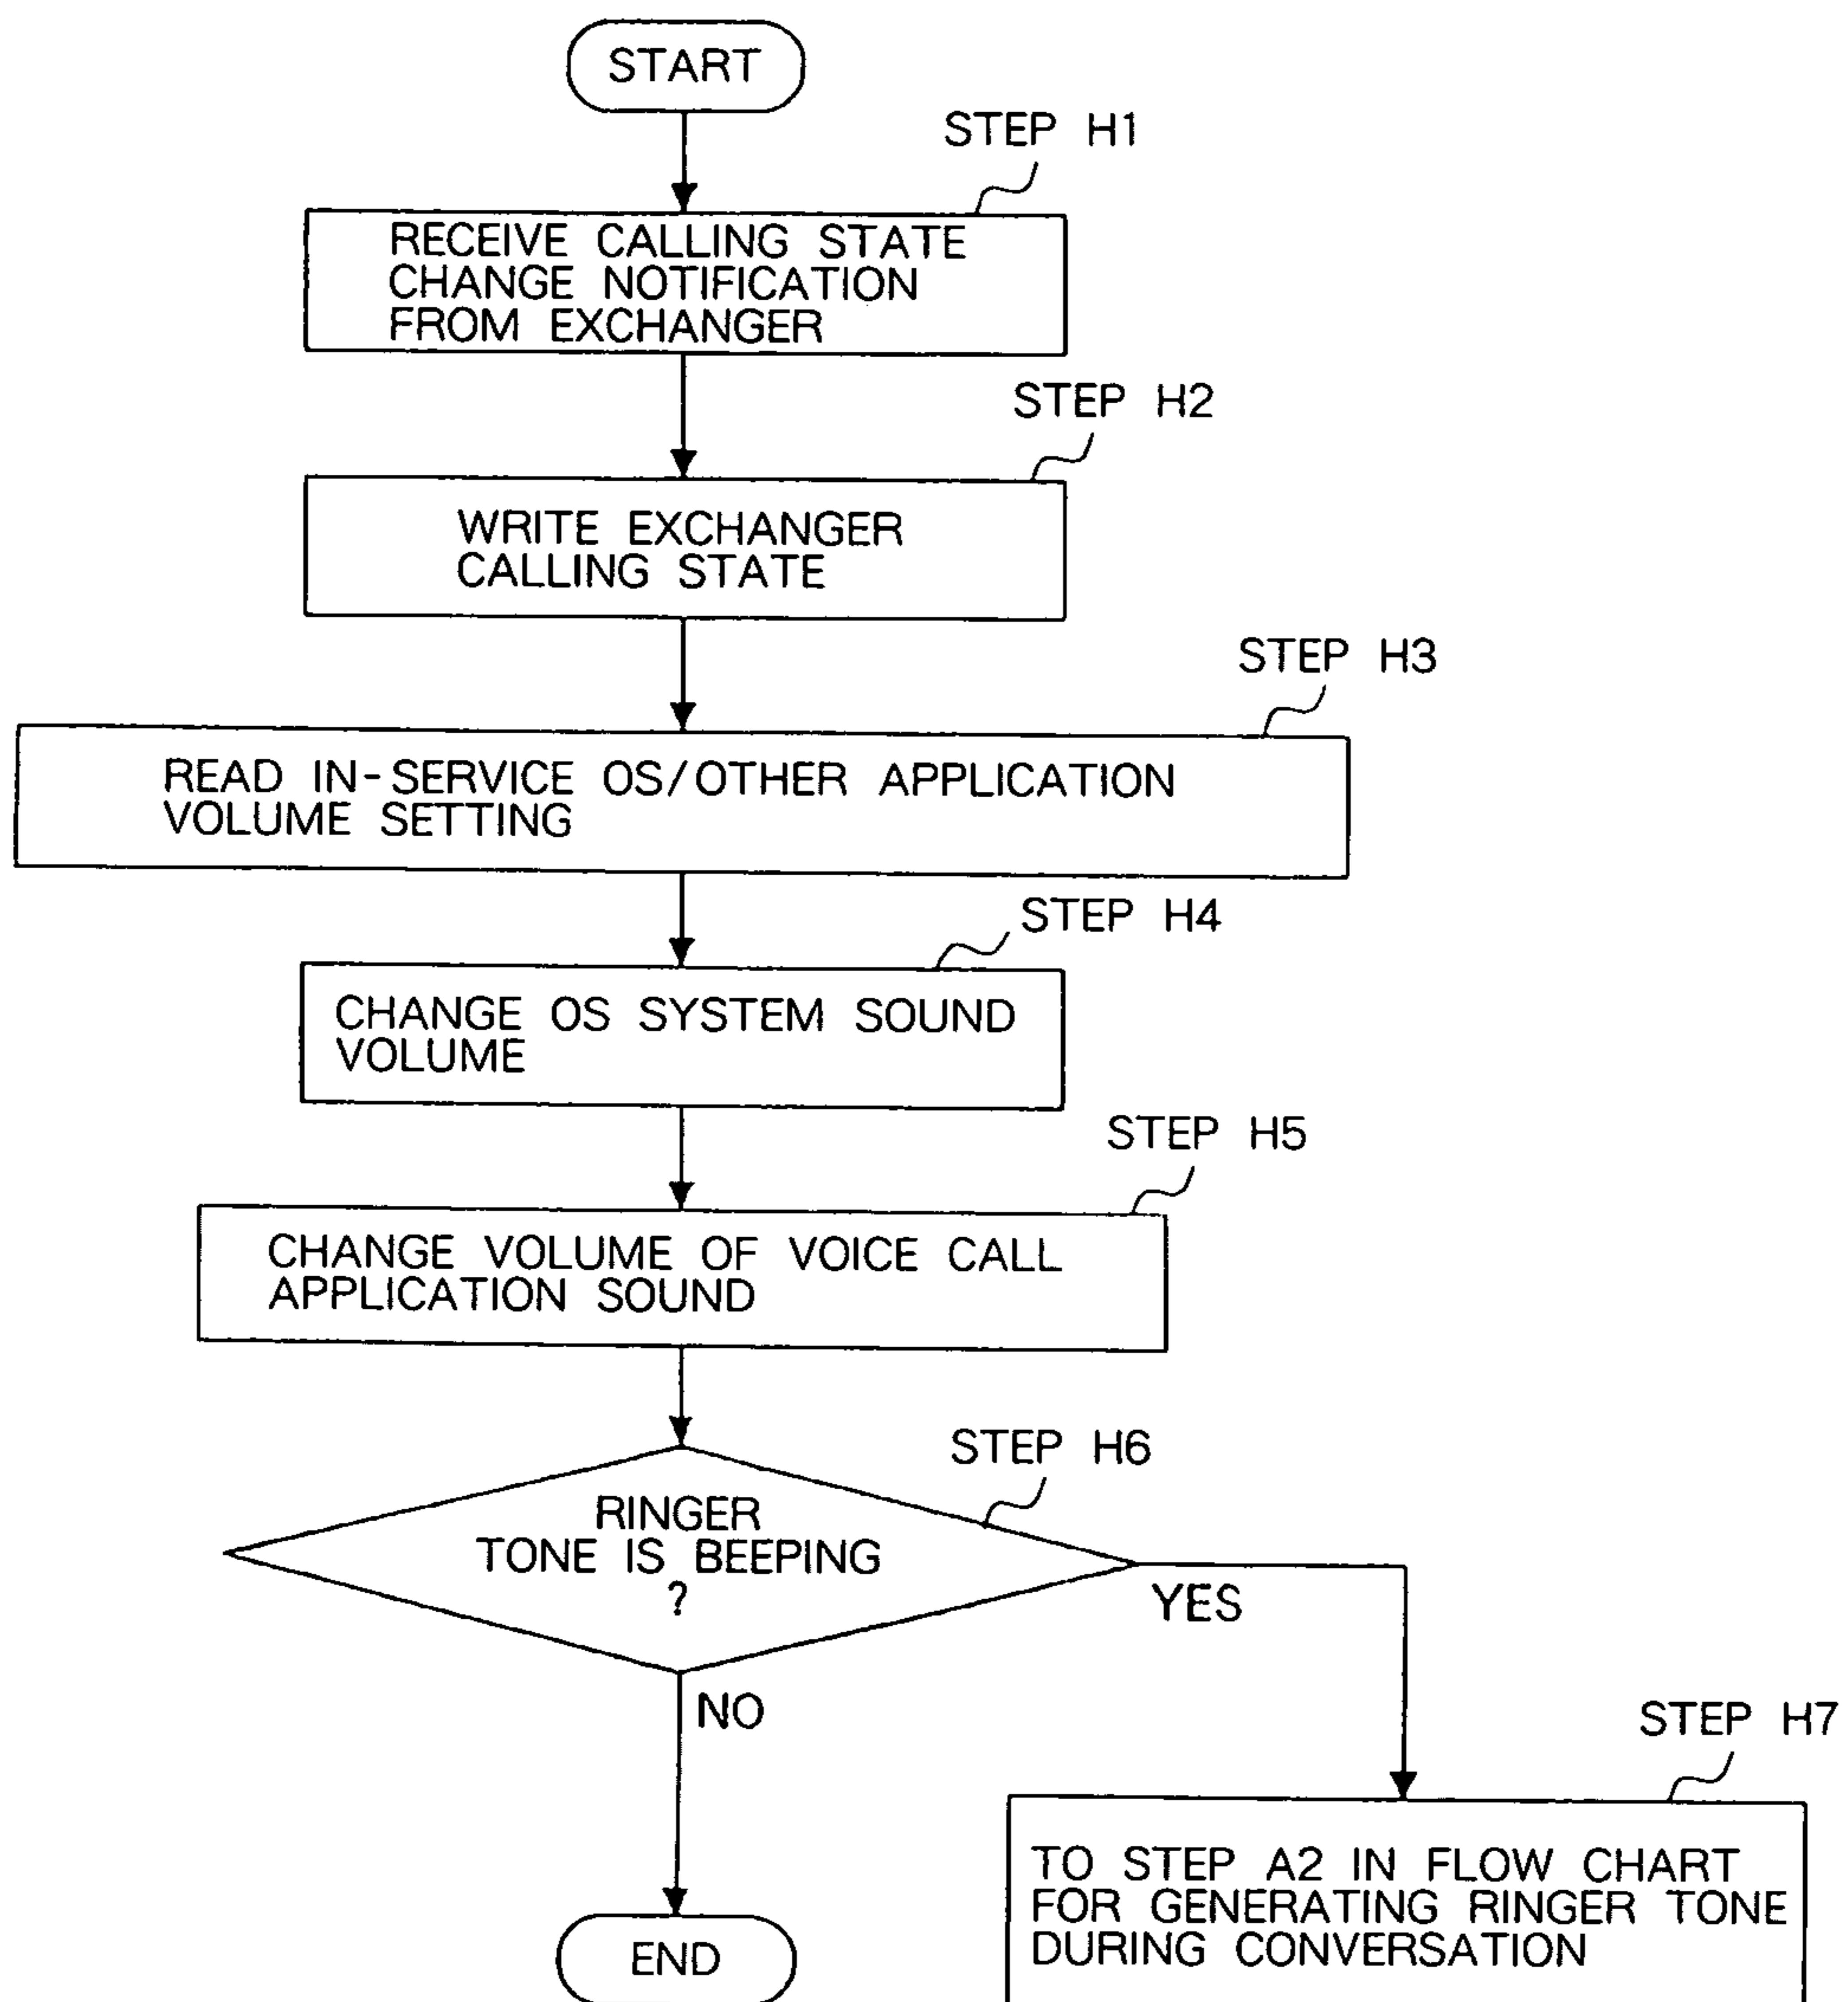 START
STEP H1
RECEIVE CALLING STATE
CHANGE NOTIFICATION
FROM EXCHANGER
STEP H2
WRITE EXCHANGER
CALLING STATE
STEP H3
READ IN-SERVICE OS/OTHER APPLICATION
VOLUME SETTING
STEP H4
CHANGE OS SYSTEM SOUND
VOLUME
STEP H5
CHANGE VOLUME OF VOICE CALL
APPLICATION SOUND
STEP H6
RINGER
TONE IS BEEPING
?
YES
NO
STEP H7
TO STEP A2 IN FLOW CHART
FOR GENERATING RINGER TONE
DURING CONVERSATION
END